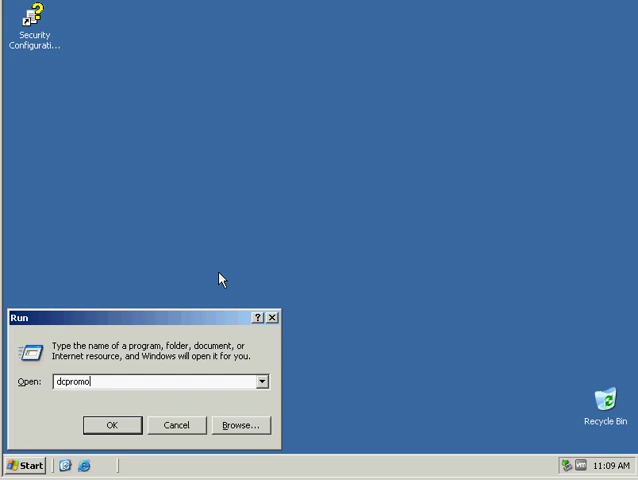 Security
Configurati...
Run
Type the name of a program, folder, document, or
Internet resource, and Windows will open it for you.
Open:
dcpromo
OK
Cancel
Browse...
Recycle Bin
Start
11:09 AM